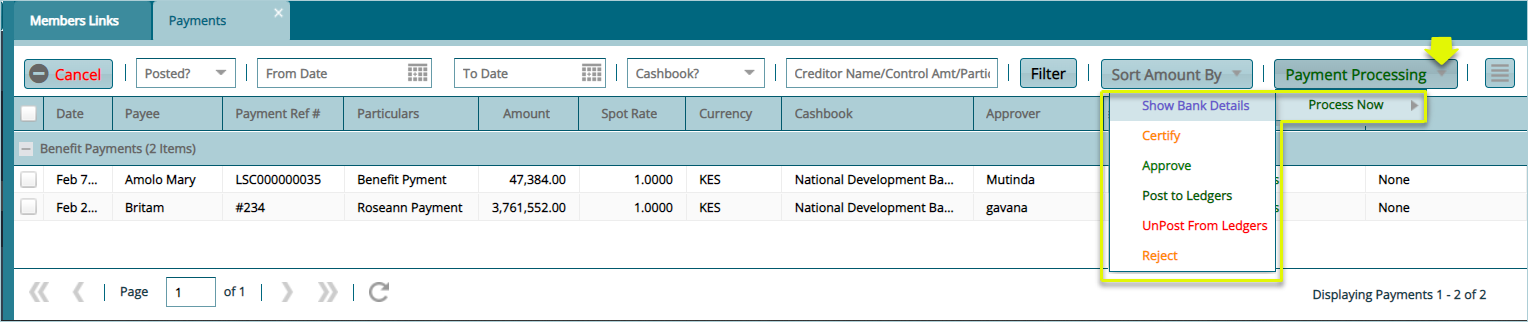 Members Links
Payments
Cancel
Posted?
From Date
To Date
Cashbook?
Creditor Name/Control Amt/Partic
Filter
Sort Amount By
Payment Processing
Date Payee Payment Ref # Particulars Amount Spot Rate Currency Cashbook Approver
Show Bank Details
Process Now
Certify
Approve
Post to Ledgers
UnPost From Ledgers
Reject
Benefit Payments (2 Items)
Feb 7... Amolo Mary LSC000000035 Benefit Pyment 47,384.00 1.0000 KES National Development Ba... Mutinda None
Feb 2... Britam #234 Roseann Payment 3,761,552.00 1.0000 KES National Development Ba... gavana None
Page 1 of 1
Displaying Payments 1 - 2 of 2